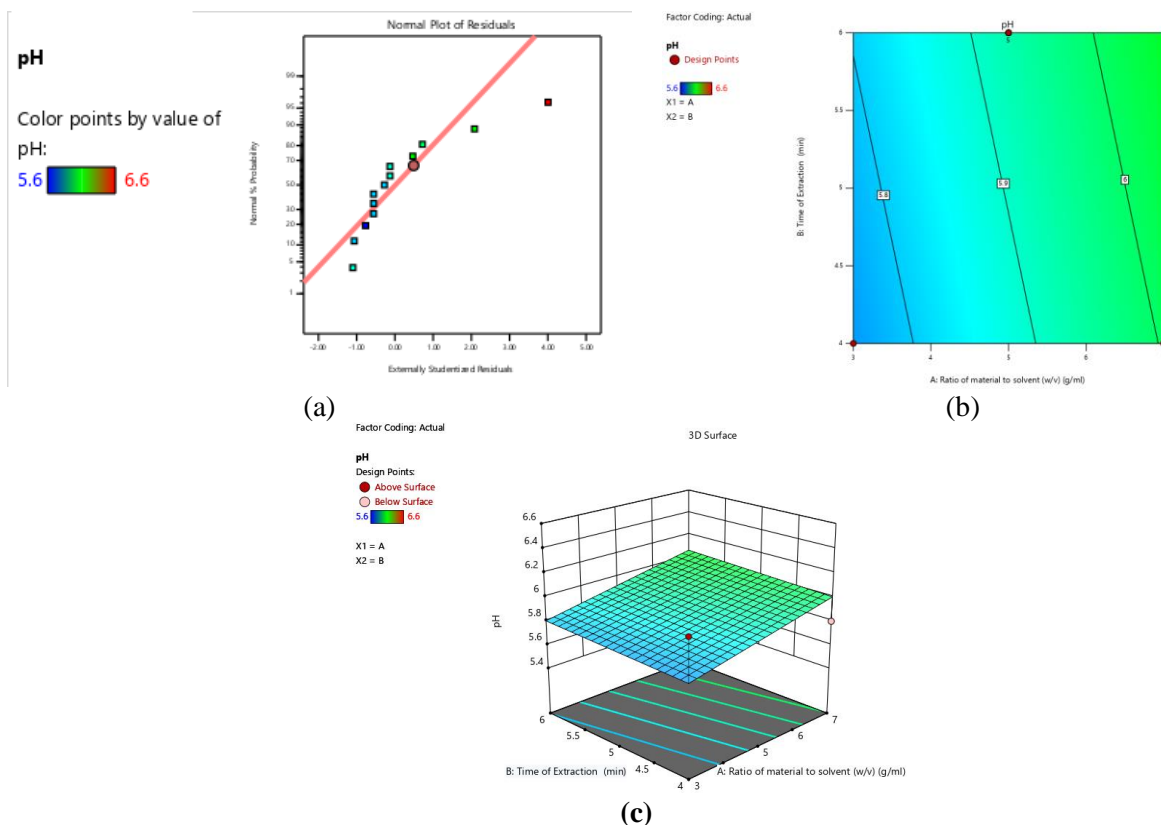 pH
Color points by value of
pH:
5.6 6.6
Normal Plot of Residuals
Normal % Probability
99
95
90
80
70
50
30
20
10
5
1
-2.00 -1.00 0.00 1.00 2.00 3.00 4.00 5.00
Externally Studentized Residuals
(a)
Factor Coding: Actual
pH
Design Points
5.6 6.6
X1 = A
X2 = B
pH
5
B: Time of Extraction (min)
6
5.5
5
4.5
4
5.8
5.9
6
3 4 5 6
A: Ratio of material to solvent (w/v) (g/ml)
(b)
Factor Coding: Actual
pH
Design Points:
Above Surface
Below Surface
5.6 6.6
X1 = A
X2 = B
3D Surface
pH
6.6
6.4
6.2
6
5.8
5.6
5.4
6
5.5
5
4.5
4
3
5
6
7
B: Time of Extraction (min)
A: Ratio of material to solvent (w/v) (g/ml)
(c)